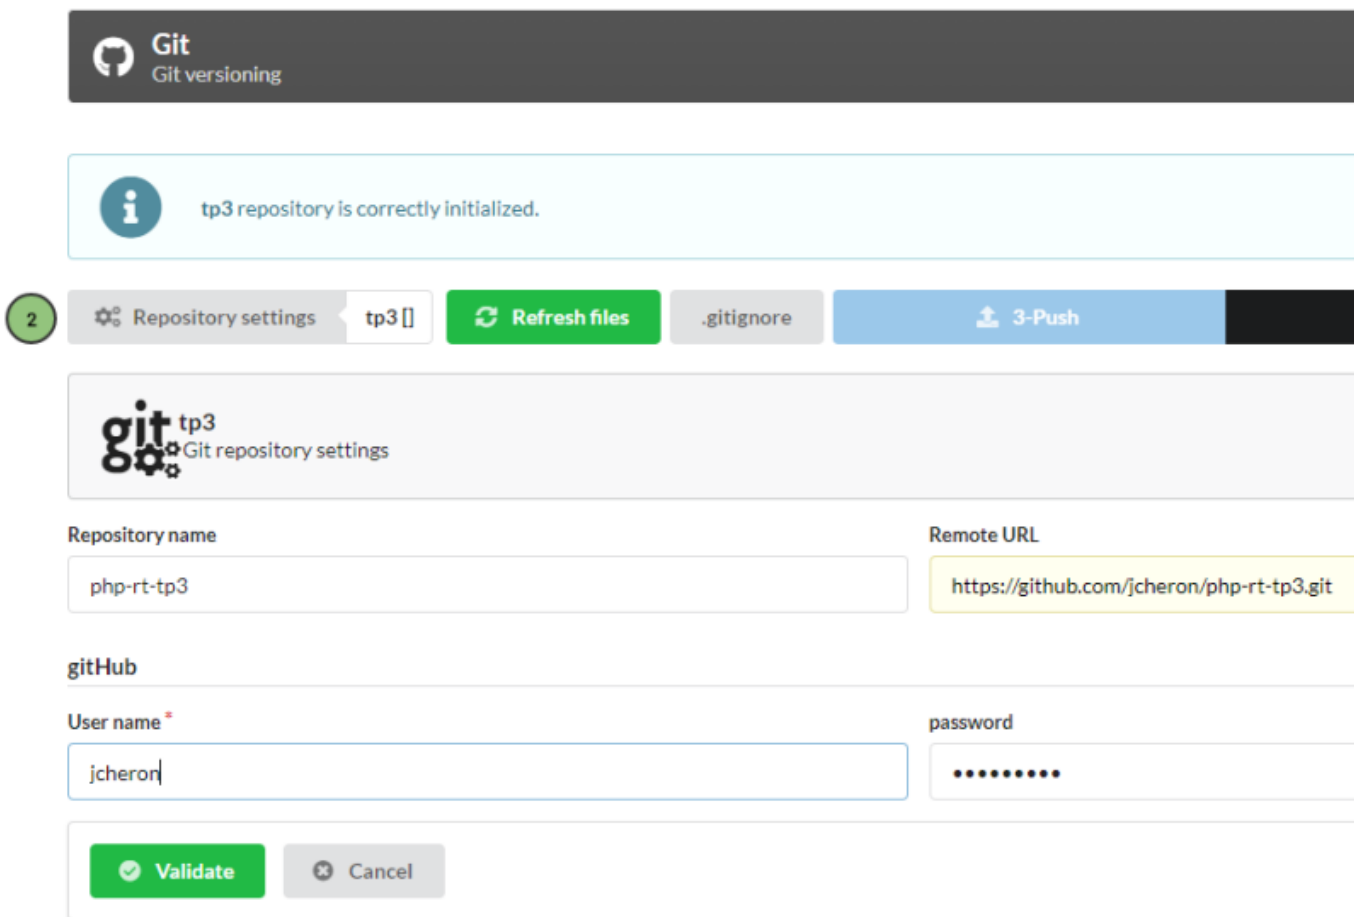 Git
Git versioning
tp3 repository is correctly initialized.
2
Repository settings
tp3 []
Refresh files
.gitignore
3-Push
git
tp3
Git repository settings
Repository name
Remote URL
php-rt-tp3
https://github.com/jcheron/php-rt-tp3.git
gitHub
User name *
password
jcheron
•••••••••
Validate
Cancel